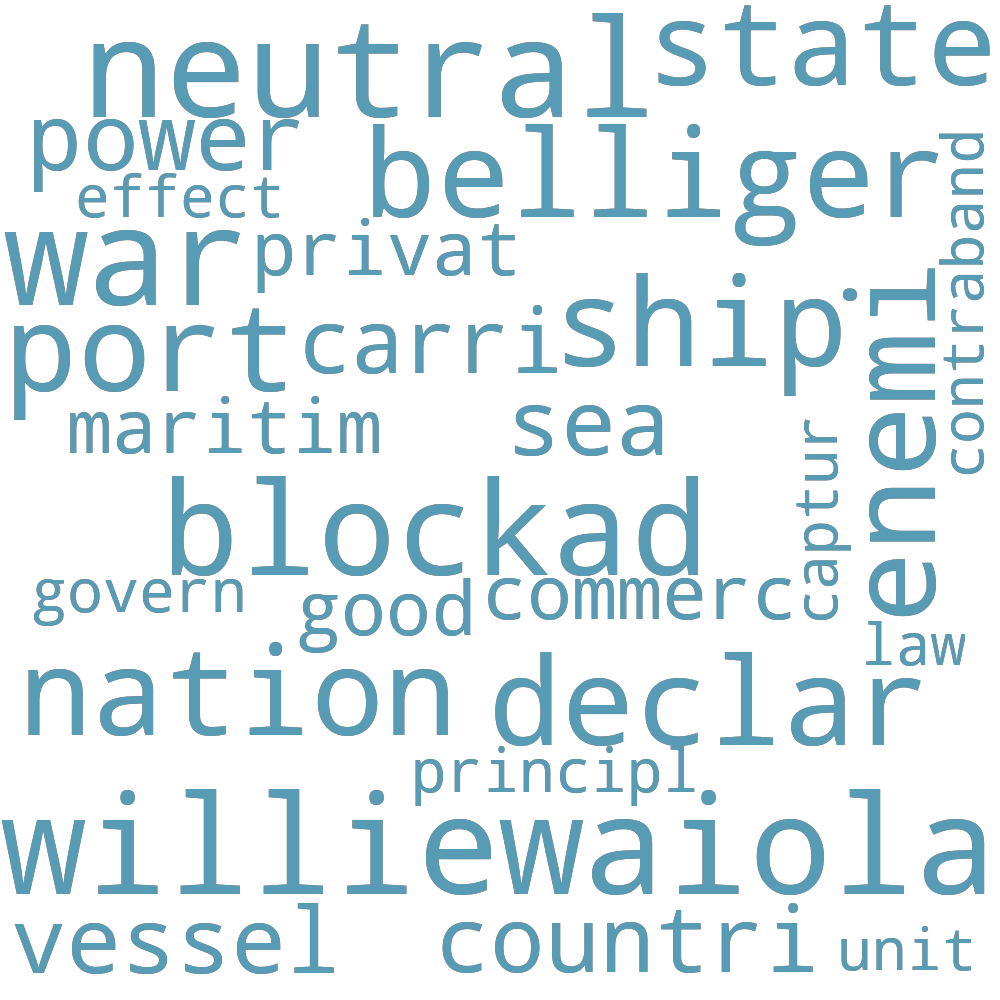 neutral state
power belliger
effect
war privat
port carri ship
maritim sea
contraband
enemi
captur
blockad
govern good commerc
law
nation declar
principl
williewaiola
vessel countri unit